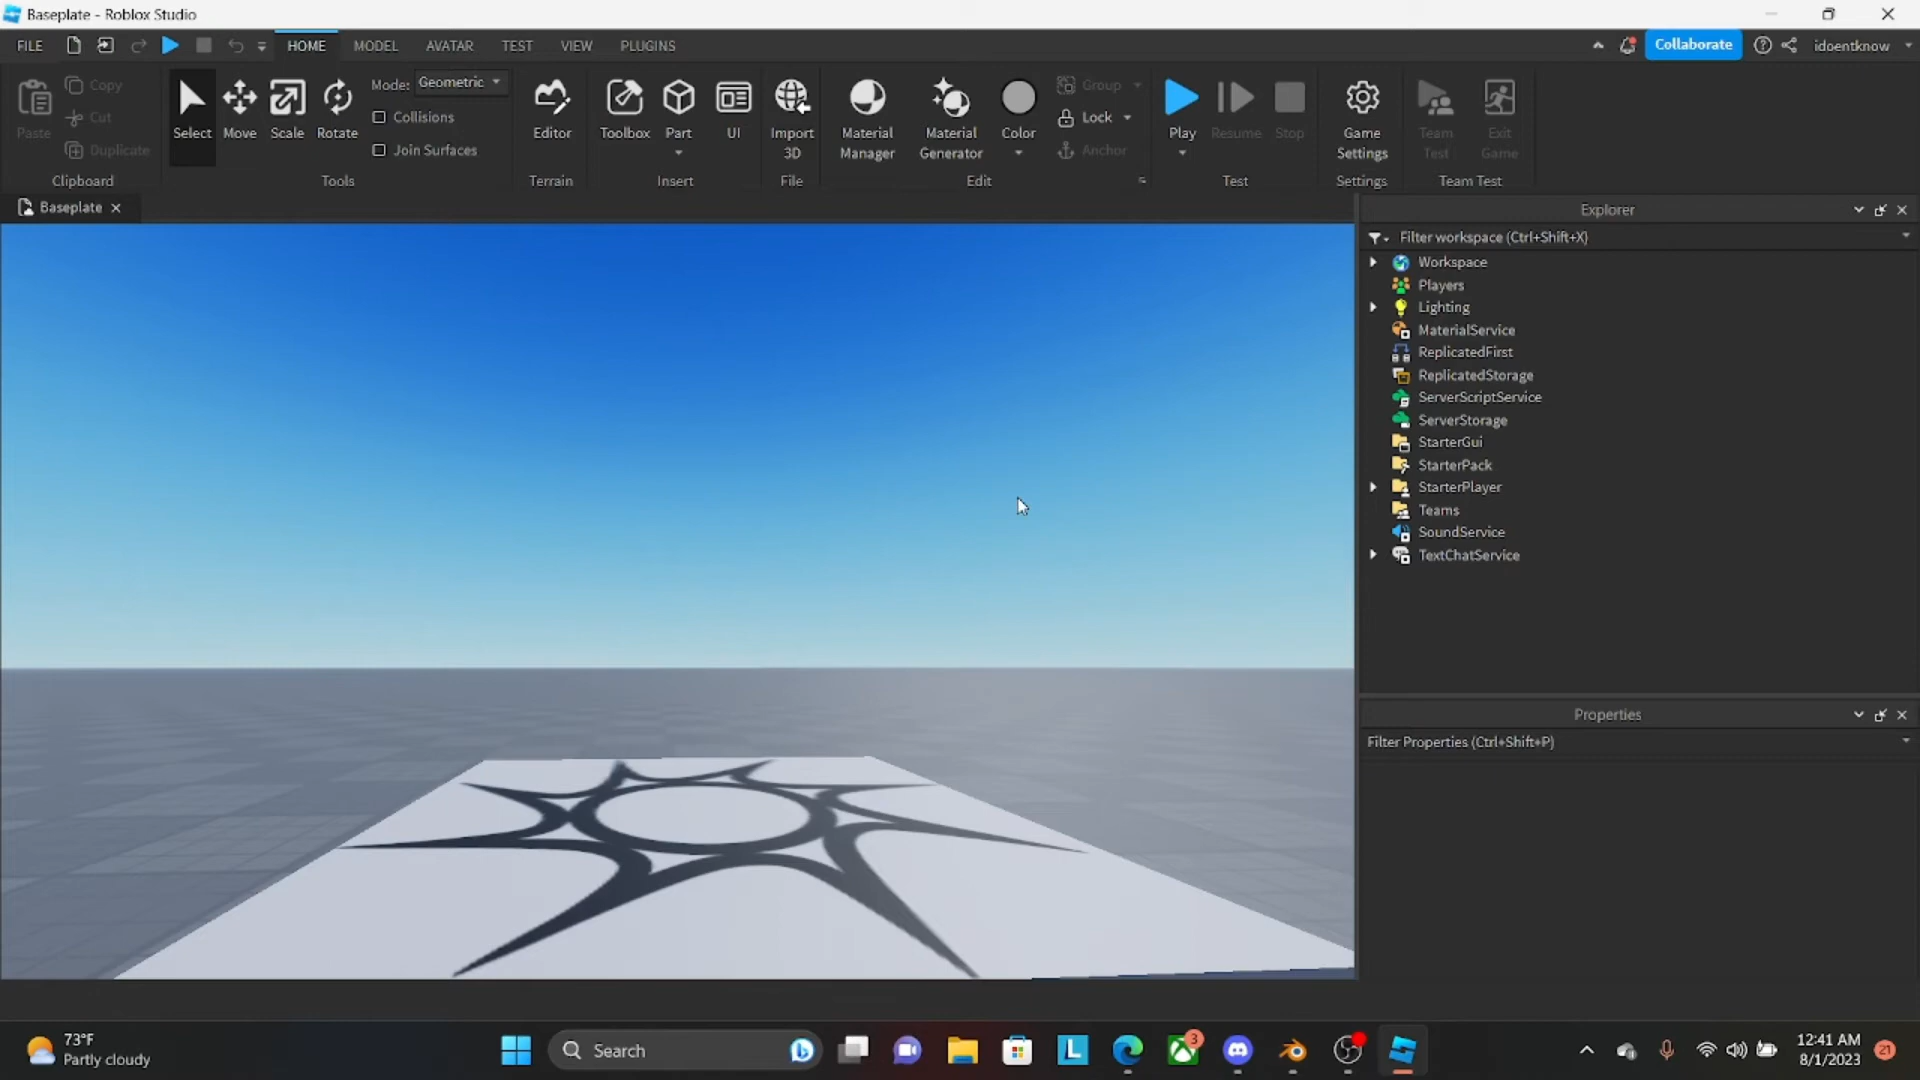 Baseplate - Roblox Studio
FILE HOME MODEL AVATAR TEST VIEW PLUGINS Collaborate idoentknow
Paste Copy Cut Duplicate
Clipboard
Select Move Scale Rotate
Mode: Geometric
Collisions
Join Surfaces
Tools
Editor
Terrain
Toolbox Part UI
Insert
Import 3D
File
Material Manager
Material Generator
Color
Group
Lock
Anchor
Edit
Play Resume Stop
Test
Game Settings
Settings
Team Test
Exit Game
Team Test
Baseplate
Explorer
Filter workspace (Ctrl+Shift+X)
Workspace
Players
Lighting
MaterialService
ReplicatedFirst
ReplicatedStorage
ServerScriptService
ServerStorage
StarterGui
StarterPack
StarterPlayer
Teams
SoundService
TextChatService
Properties
Filter Properties (Ctrl+Shift+P)
73°F
Partly cloudy
Search
L
3
12:41 AM
8/1/2023
21